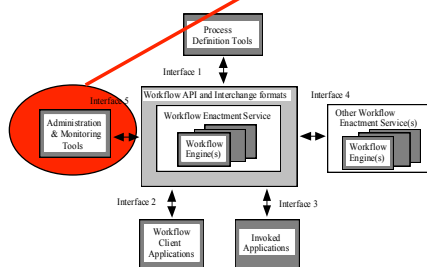 Process
Definition Tools
Interface 1
Interface 5
Workflow API and Interchange formats
Interface 4
Workflow Enactment Service
Administration
& Monitoring
Tools
Workflow
Engine(s)
Other Workflow
Enactment Service(s)
Workflow
Engine(s)
Interface 2
Interface 3
Workflow
Client
Applications
Invoked
Applications